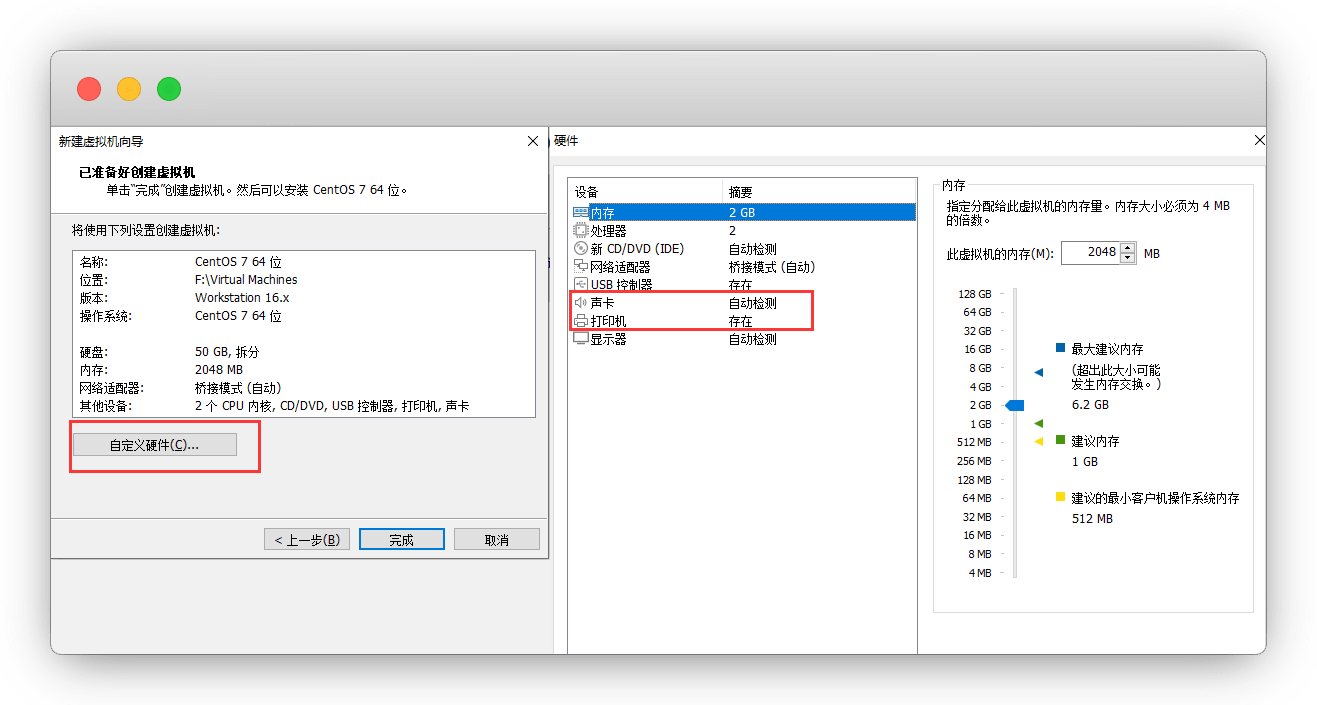 新建虚拟机向导
已准备好创建虚拟机
单击“完成”创建虚拟机。然后可以安装 CentOS 7 64 位。
将使用下列设置创建虚拟机:
名称: CentOS 7 64 位
位置: F:\Virtual Machines
版本: Workstation 16.x
操作系统: CentOS 7 64 位
硬盘: 50 GB, 拆分
内存: 2048 MB
网络适配器: 桥接模式 (自动)
其他设备: 2 个 CPU 内核, CD/DVD, USB 控制器, 打印机, 声卡
自定义硬件(C)...
< 上一步(B) 完成 取消
硬件
设备 摘要
内存 2 GB
处理器 2
新 CD/DVD (IDE) 自动检测
网络适配器 桥接模式 (自动)
USB 控制器 存在
声卡 自动检测
打印机 存在
显示器 自动检测
内存
指定分配给此虚拟机的内存量。内存大小必须为 4 MB
的倍数。
此虚拟机的内存(M): 2048 MB
128 GB
64 GB
32 GB
16 GB
8 GB
4 GB
2 GB
1 GB
512 MB
256 MB
128 MB
64 MB
32 MB
16 MB
8 MB
4 MB
最大建议内存
(超出此大小可能
发生内存交换。)
6.2 GB
建议内存
1 GB
建议的最小客户机操作系统内存
512 MB